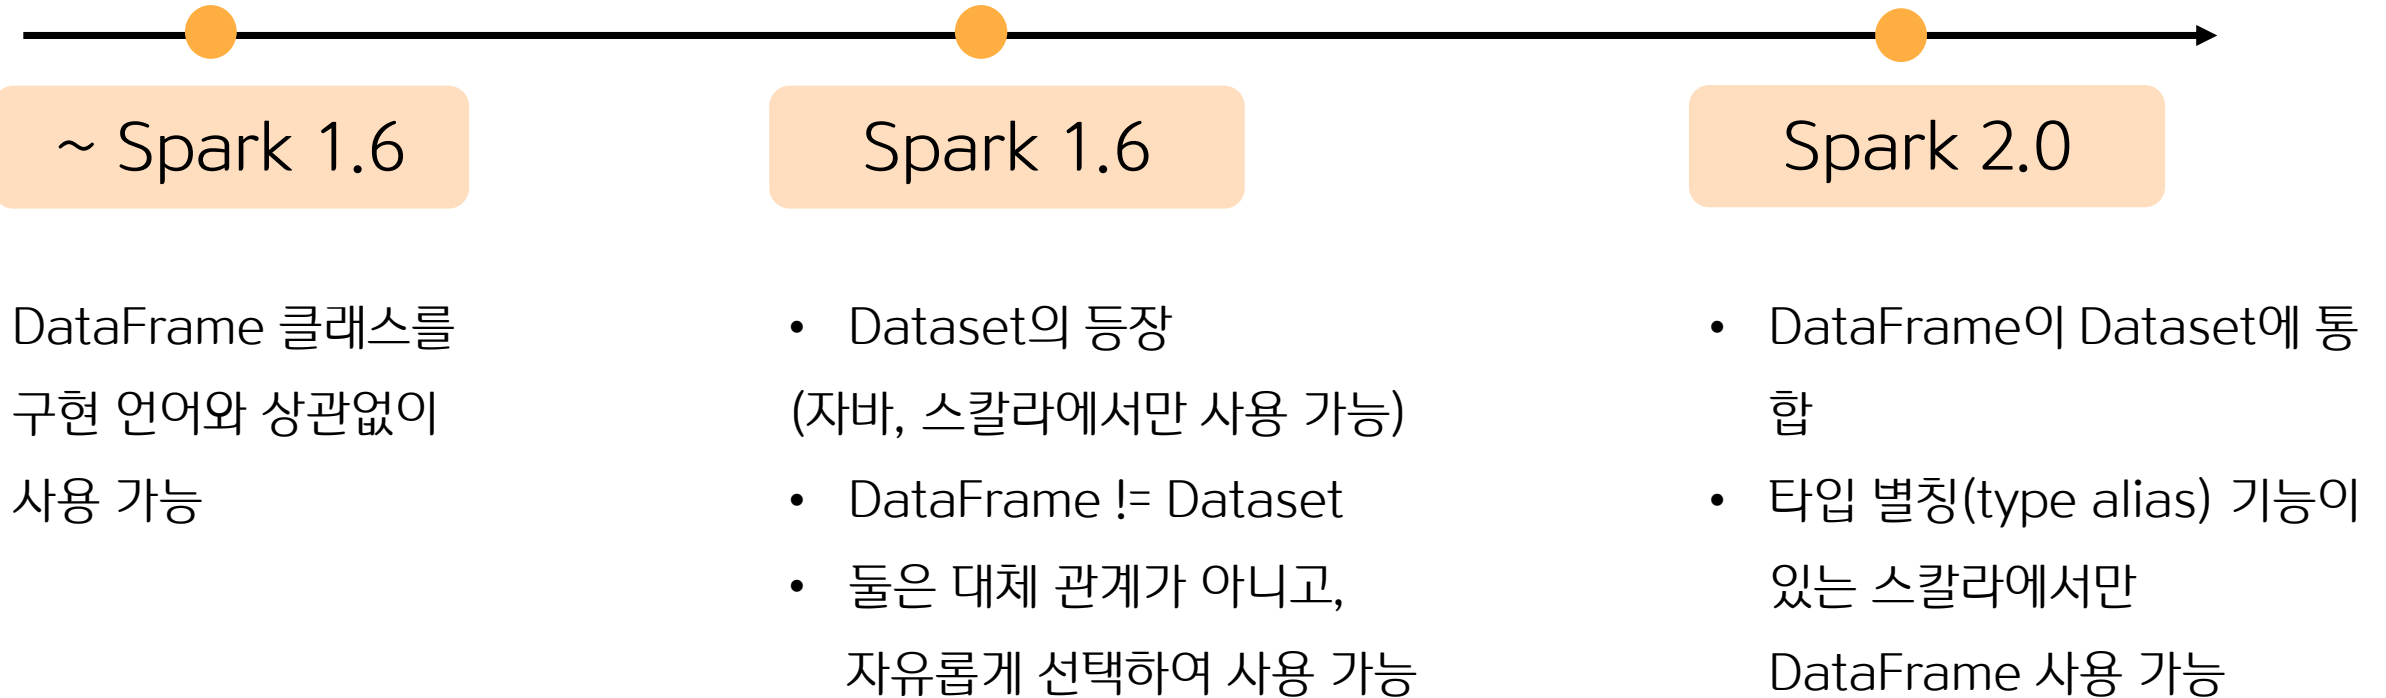 ~ Spark 1.6
DataFrame 클래스를
구현 언어와 상관없이
사용 가능
Spark 1.6
• Dataset의 등장
(자바, 스칼라에서만 사용 가능)
• DataFrame != Dataset
• 둘은 대체 관계가 아니고,
자유롭게 선택하여 사용 가능
Spark 2.0
• DataFrame이 Dataset에 통
합
• 타입 별칭(type alias) 기능이
있는 스칼라에서만
DataFrame 사용 가능